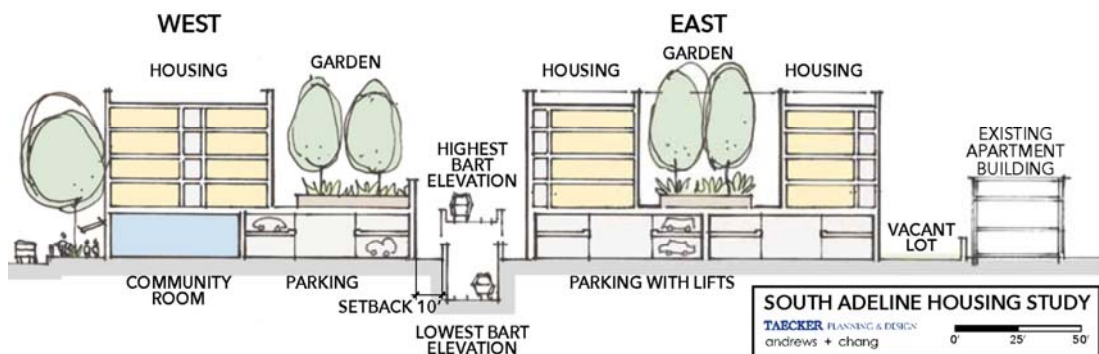 WEST
EAST
HOUSING
GARDEN
HOUSING
GARDEN
HOUSING
HIGHEST
BART
ELEVATION
EXISTING
APARTMENT
BUILDING
VACANT
LOT
COMMUNITY
ROOM
PARKING
SETBACK 10'
LOWEST BART
ELEVATION
PARKING WITH LIFTS
SOUTH ADELINE HOUSING STUDY
TAECKER PLANNING & DESIGN
andrews + chang
0' 25' 50'